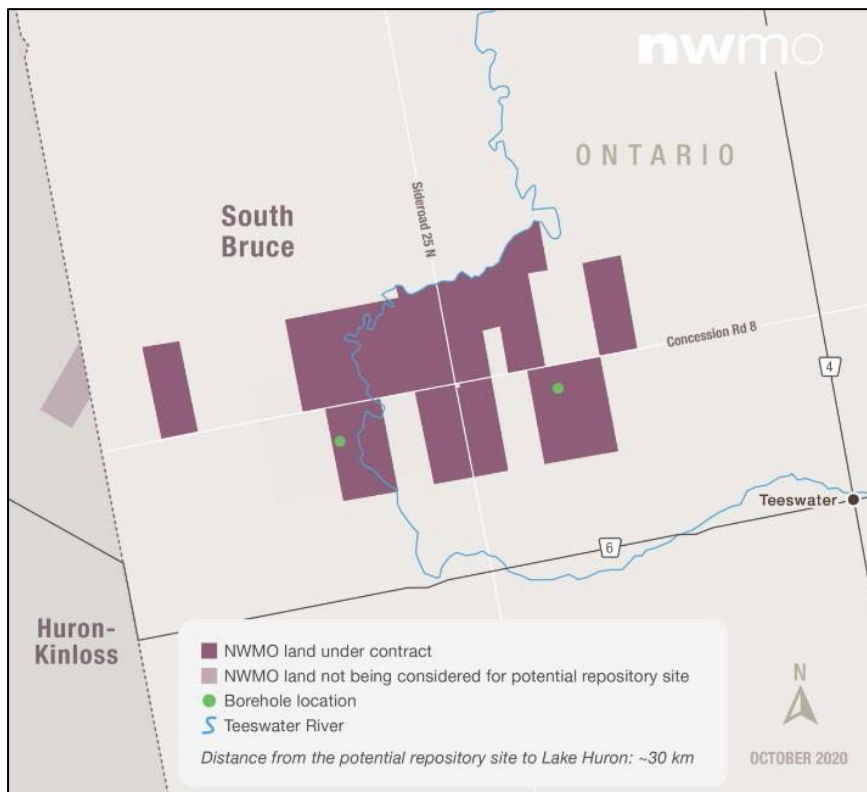 nwmo
ONTARIO
South
Bruce
Sideroad 25 N
Concession Rd 8
4
Teeswater
6
Huron-
Kinloss
NWMO land under contract
NWMO land not being considered for potential repository site
Borehole location
Teeswater River
Distance from the potential repository site to Lake Huron: ~30 km
N
OCTOBER 2020